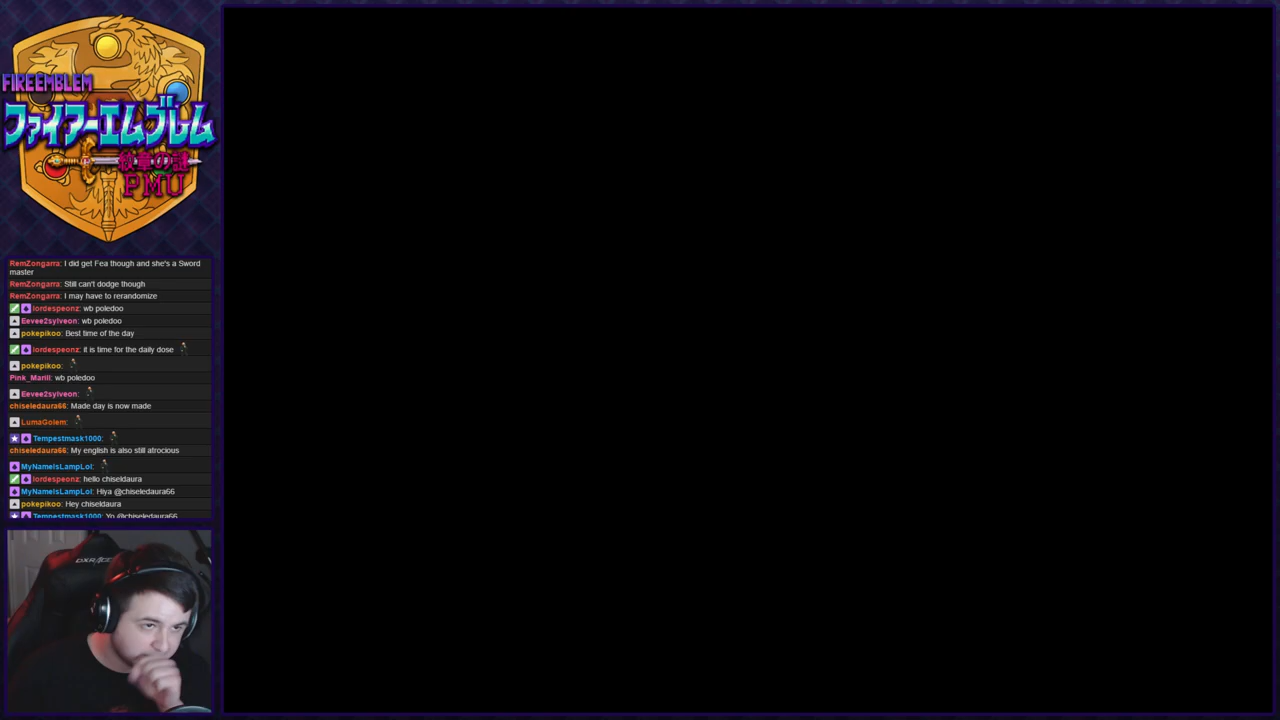 FIREEMBLEM
ファイアーエムブレム
紋章の謎
PMU
RemZongarra: I did get Fea though and she's a Sword
master
RemZongarra: Still can't dodge though
RemZongarra: I may have to rerandomize
lordespeonz: wb poledoo
Eevee2sylveon: wb poledoo
pokepikoo: Best time of the day
lordespeonz: it is time for the daily dose
pokepikoo:
Pink_Marill: wb poledoo
Eevee2sylveon:
chiseledaura66: Made day is now made
LumaGolem:
Tempestmask1000:
chiseledaura66: My english is also still atrocious
MyNameIsLampLol:
lordespeonz: hello chiseldaura
MyNameIsLampLol: Hiya @chiseledaura66
pokepikoo: Hey chiseldaura
Tempestmask1000: Yo @chiseledaura66
DXRACER